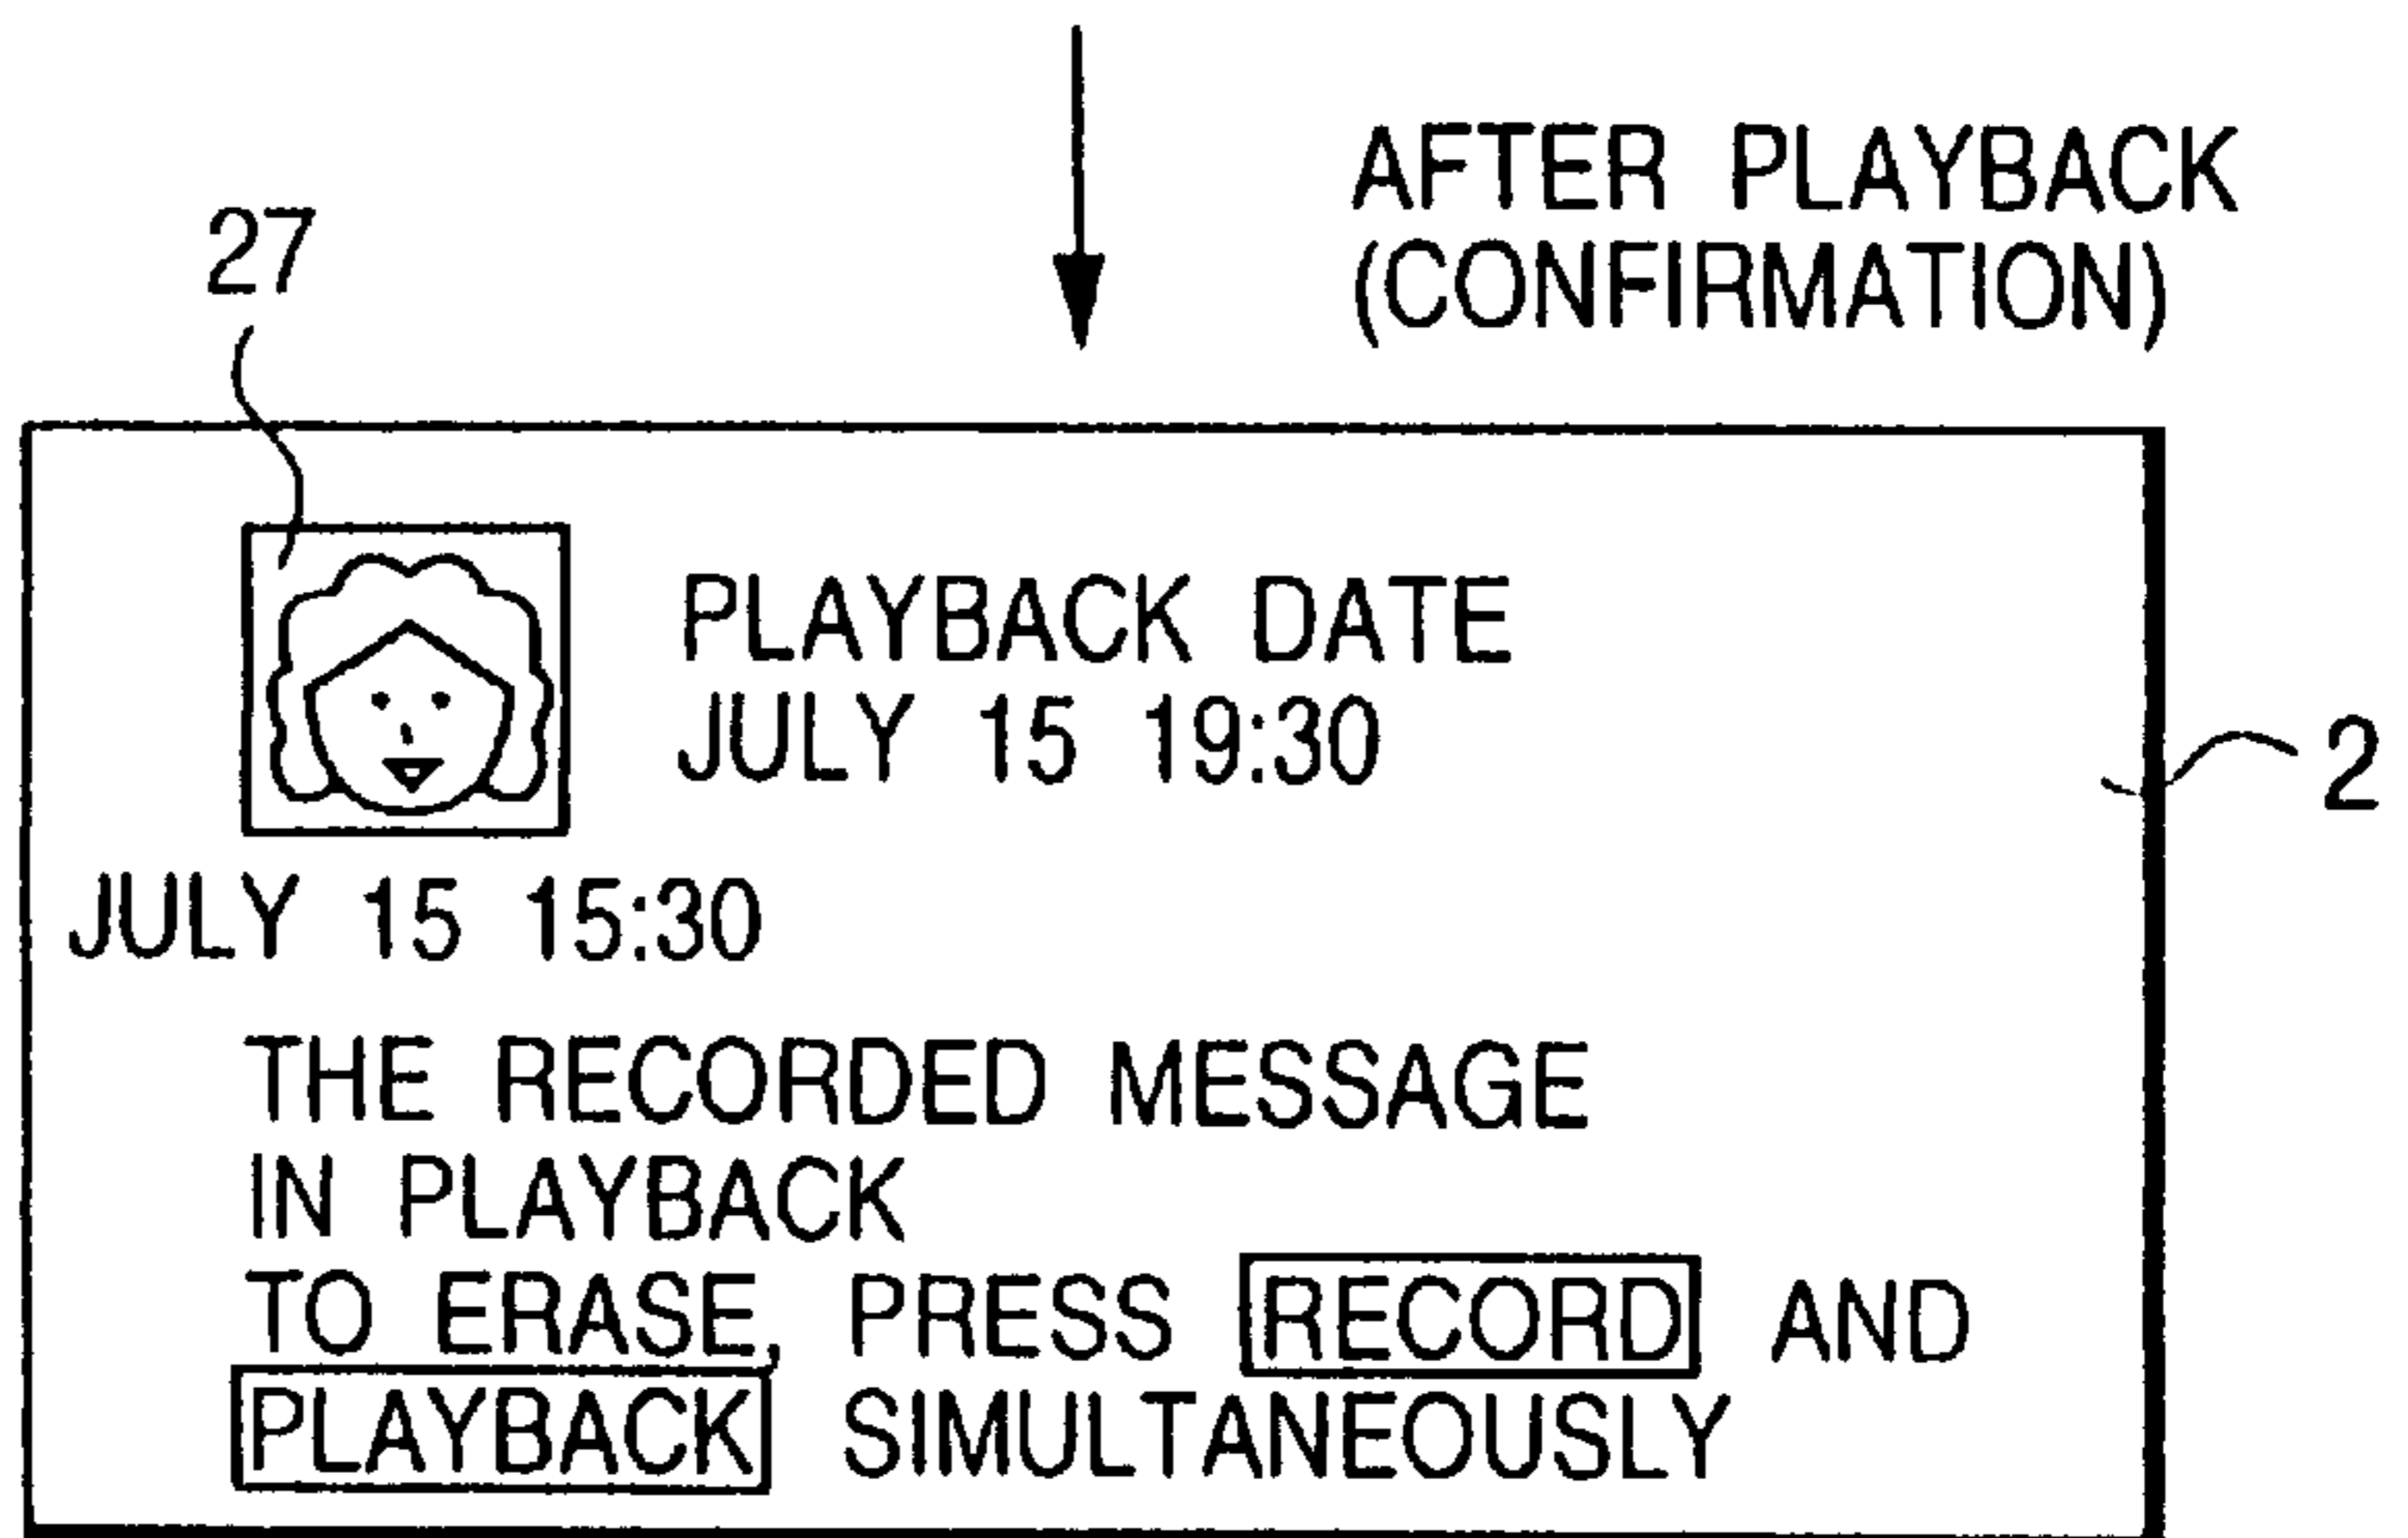 AFTER PLAYBACK
(CONFIRMATION)
27
PLAYBACK DATE
JULY 15 19:30
2
JULY 15 15:30
THE RECORDED MESSAGE
IN PLAYBACK
TO ERASE, PRESS RECORD AND
PLAYBACK SIMULTANEOUSLY